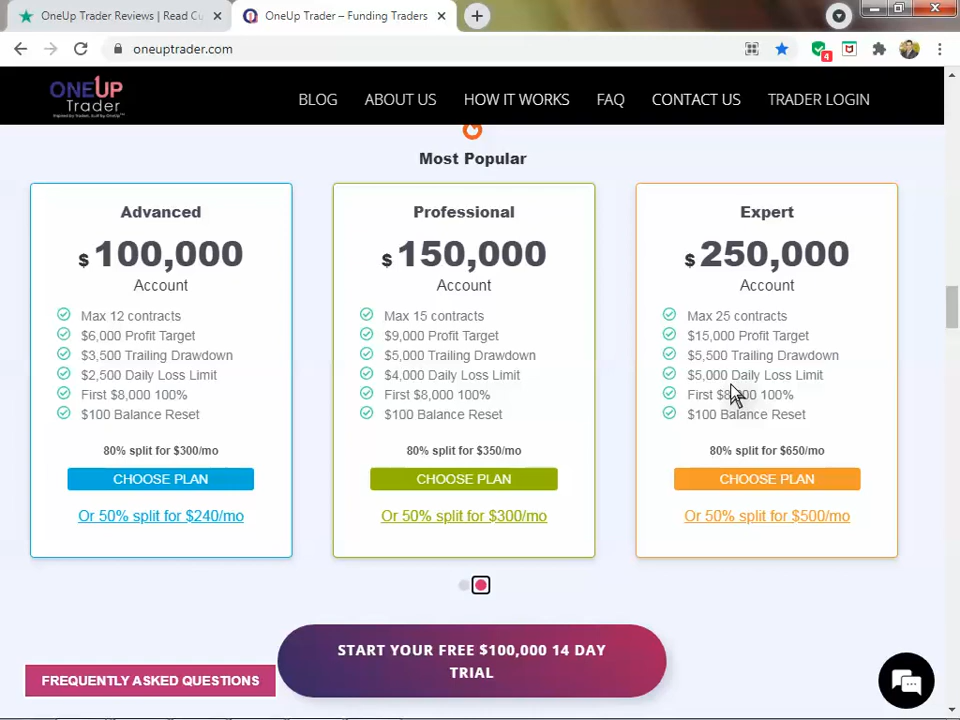 OneUp Trader Reviews | Read Cu
OneUp Trader – Funding Traders
oneuptrader.com
4
ONEUP
Trader
BLOG
ABOUT US
HOW IT WORKS
FAQ
CONTACT US
TRADER LOGIN
Most Popular
Advanced
$ 100,000
Account
Max 12 contracts
$6,000 Profit Target
$3,500 Trailing Drawdown
$2,500 Daily Loss Limit
First $8,000 100%
$100 Balance Reset
80% split for $300/mo
CHOOSE PLAN
Or 50% split for $240/mo
Professional
$ 150,000
Account
Max 15 contracts
$9,000 Profit Target
$5,000 Trailing Drawdown
$4,000 Daily Loss Limit
First $8,000 100%
$100 Balance Reset
80% split for $350/mo
CHOOSE PLAN
Or 50% split for $300/mo
Expert
$ 250,000
Account
Max 25 contracts
$15,000 Profit Target
$5,500 Trailing Drawdown
$5,000 Daily Loss Limit
First $8,000 100%
$100 Balance Reset
80% split for $650/mo
CHOOSE PLAN
Or 50% split for $500/mo
START YOUR FREE $100,000 14 DAY
TRIAL
FREQUENTLY ASKED QUESTIONS